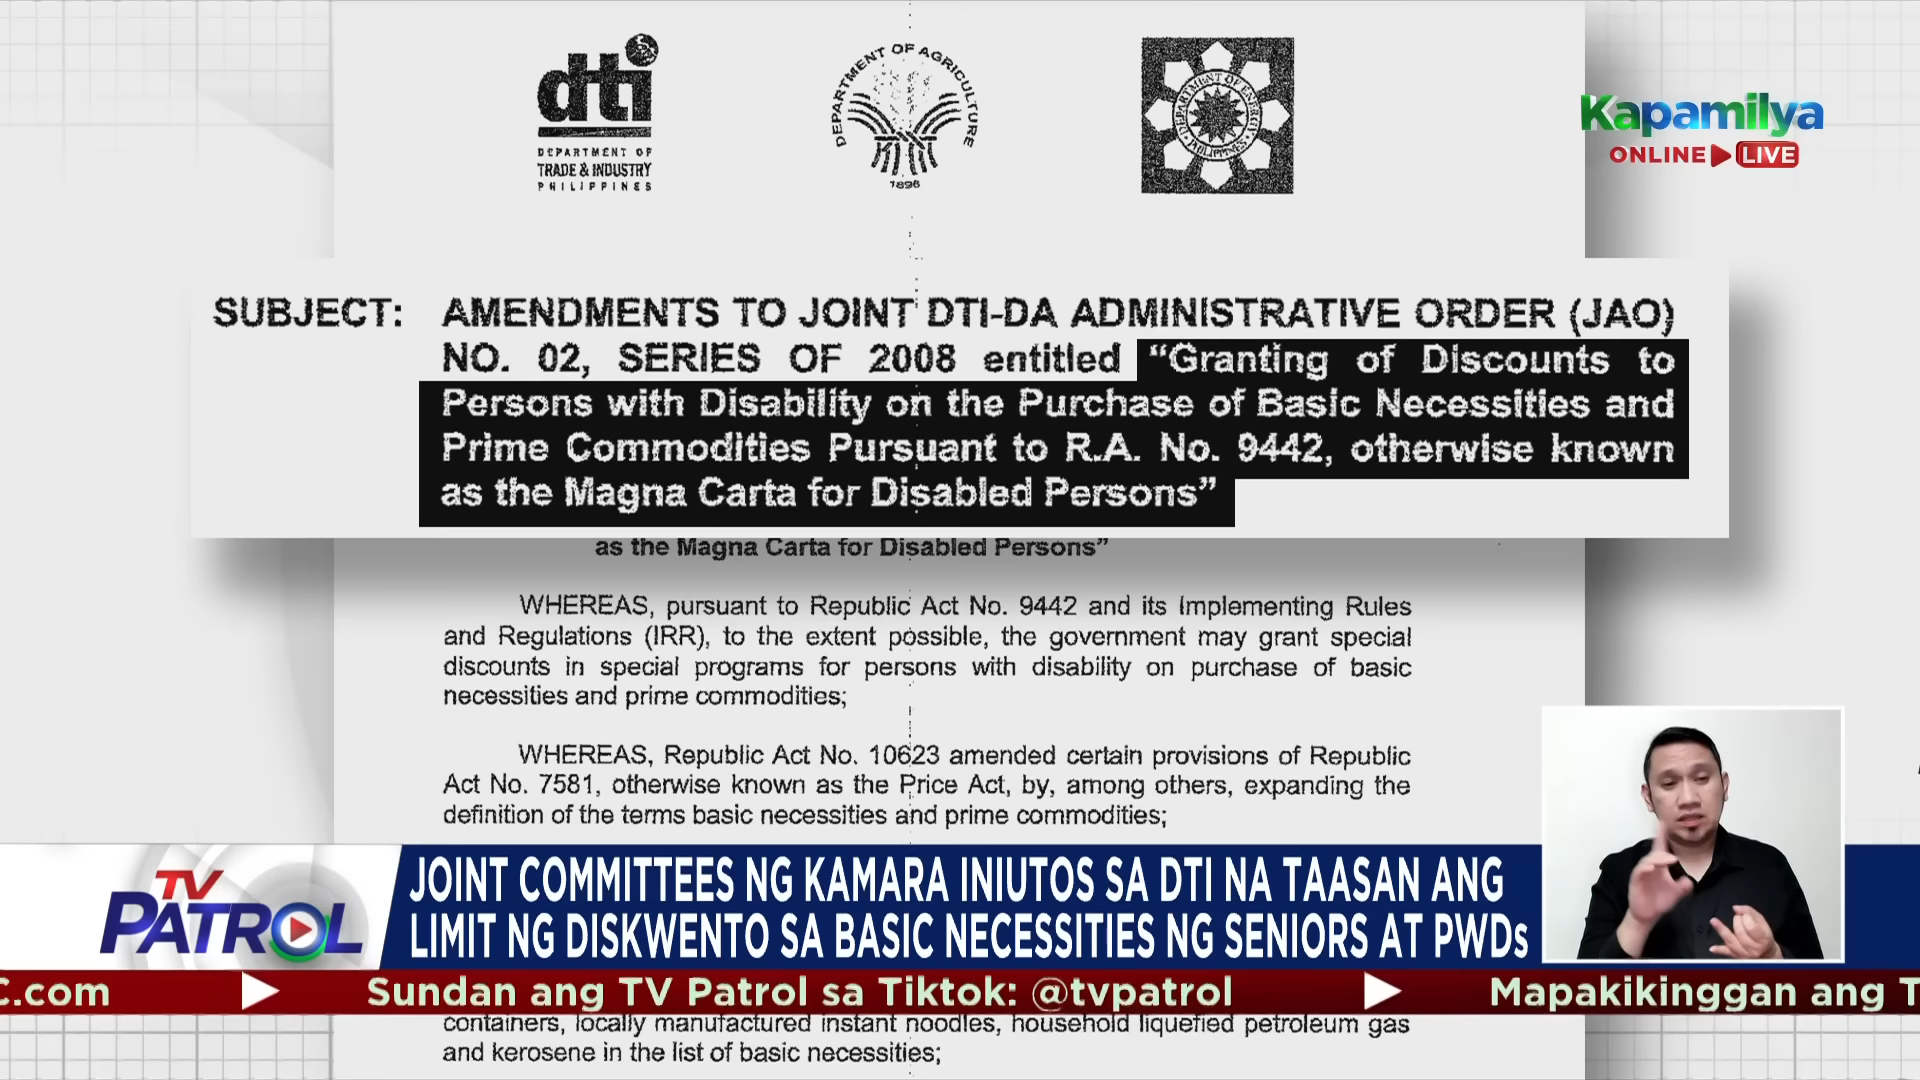 dti
DEPARTMENT OF
TRADE & INDUSTRY
PHILIPPINES
DEPARTMENT OF AGRICULTURE
1898
DEPARTMENT OF ENERGY
PHILIPPINES
Kapamilya
ONLINE LIVE
SUBJECT: AMENDMENTS TO JOINT DTI-DA ADMINISTRATIVE ORDER (JAO)
NO. 02, SERIES OF 2008 entitled “Granting of Discounts to
Persons with Disability on the Purchase of Basic Necessities and
Prime Commodities Pursuant to R.A. No. 9442, otherwise known
as the Magna Carta for Disabled Persons”
as the Magna Carta for Disabled Persons”
WHEREAS, pursuant to Republic Act No. 9442 and its Implementing Rules
and Regulations (IRR), to the extent possible, the government may grant special
discounts in special programs for persons with disability on purchase of basic
necessities and prime commodities;
WHEREAS, Republic Act No. 10623 amended certain provisions of Republic
Act No. 7581, otherwise known as the Price Act, by, among others, expanding the
definition of the terms basic necessities and prime commodities;
TV PATROL
JOINT COMMITTEES NG KAMARA INIUTOS SA DTI NA TAASAN ANG
LIMIT NG DISKWENTO SA BASIC NECESSITIES NG SENIORS AT PWDs
C.com Sundan ang TV Patrol sa Tiktok: @tvpatrol Mapakikinggan ang T
containers, locally manufactured instant noodles, household liquefied petroleum gas
and kerosene in the list of basic necessities;